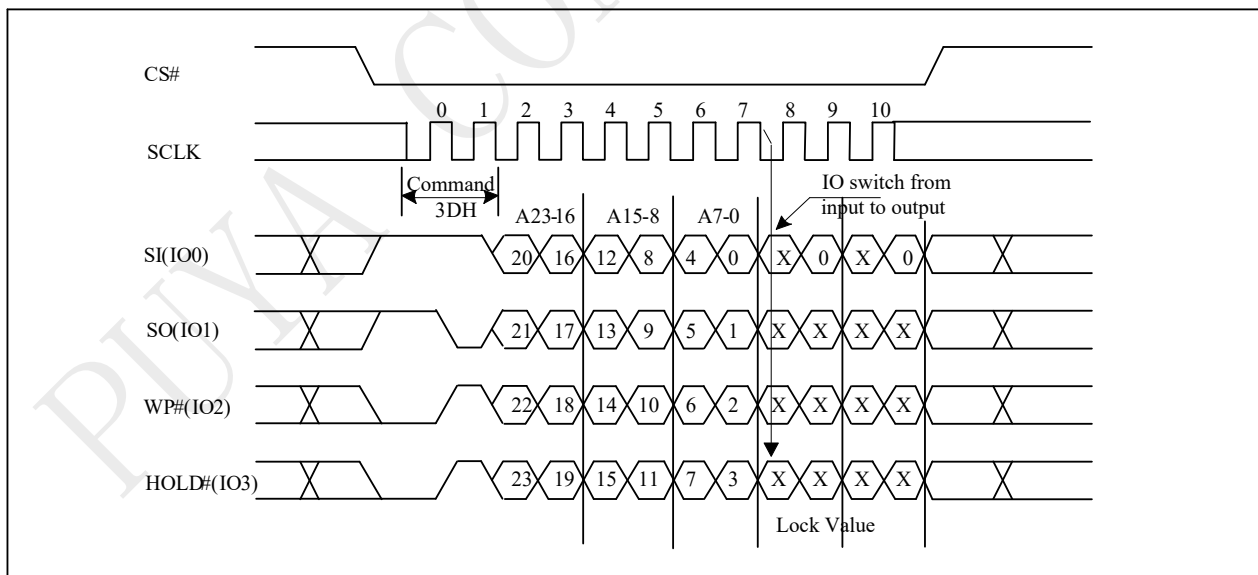 PUYA CON
CS#
0 1 2 3 4 5 6 7 8 9 10
SCLK
Command
3DH
IO switch from
input to output
A23-16 A15-8 A7-0
SI(IO0) 20 16 12 8 4 0 X 0 X 0
SO(IO1) 21 17 13 9 5 1 X X X X
WP#(IO2) 22 18 14 10 6 2 X X X X
HOLD#(IO3) 23 19 15 11 7 3 X X X X
Lock Value